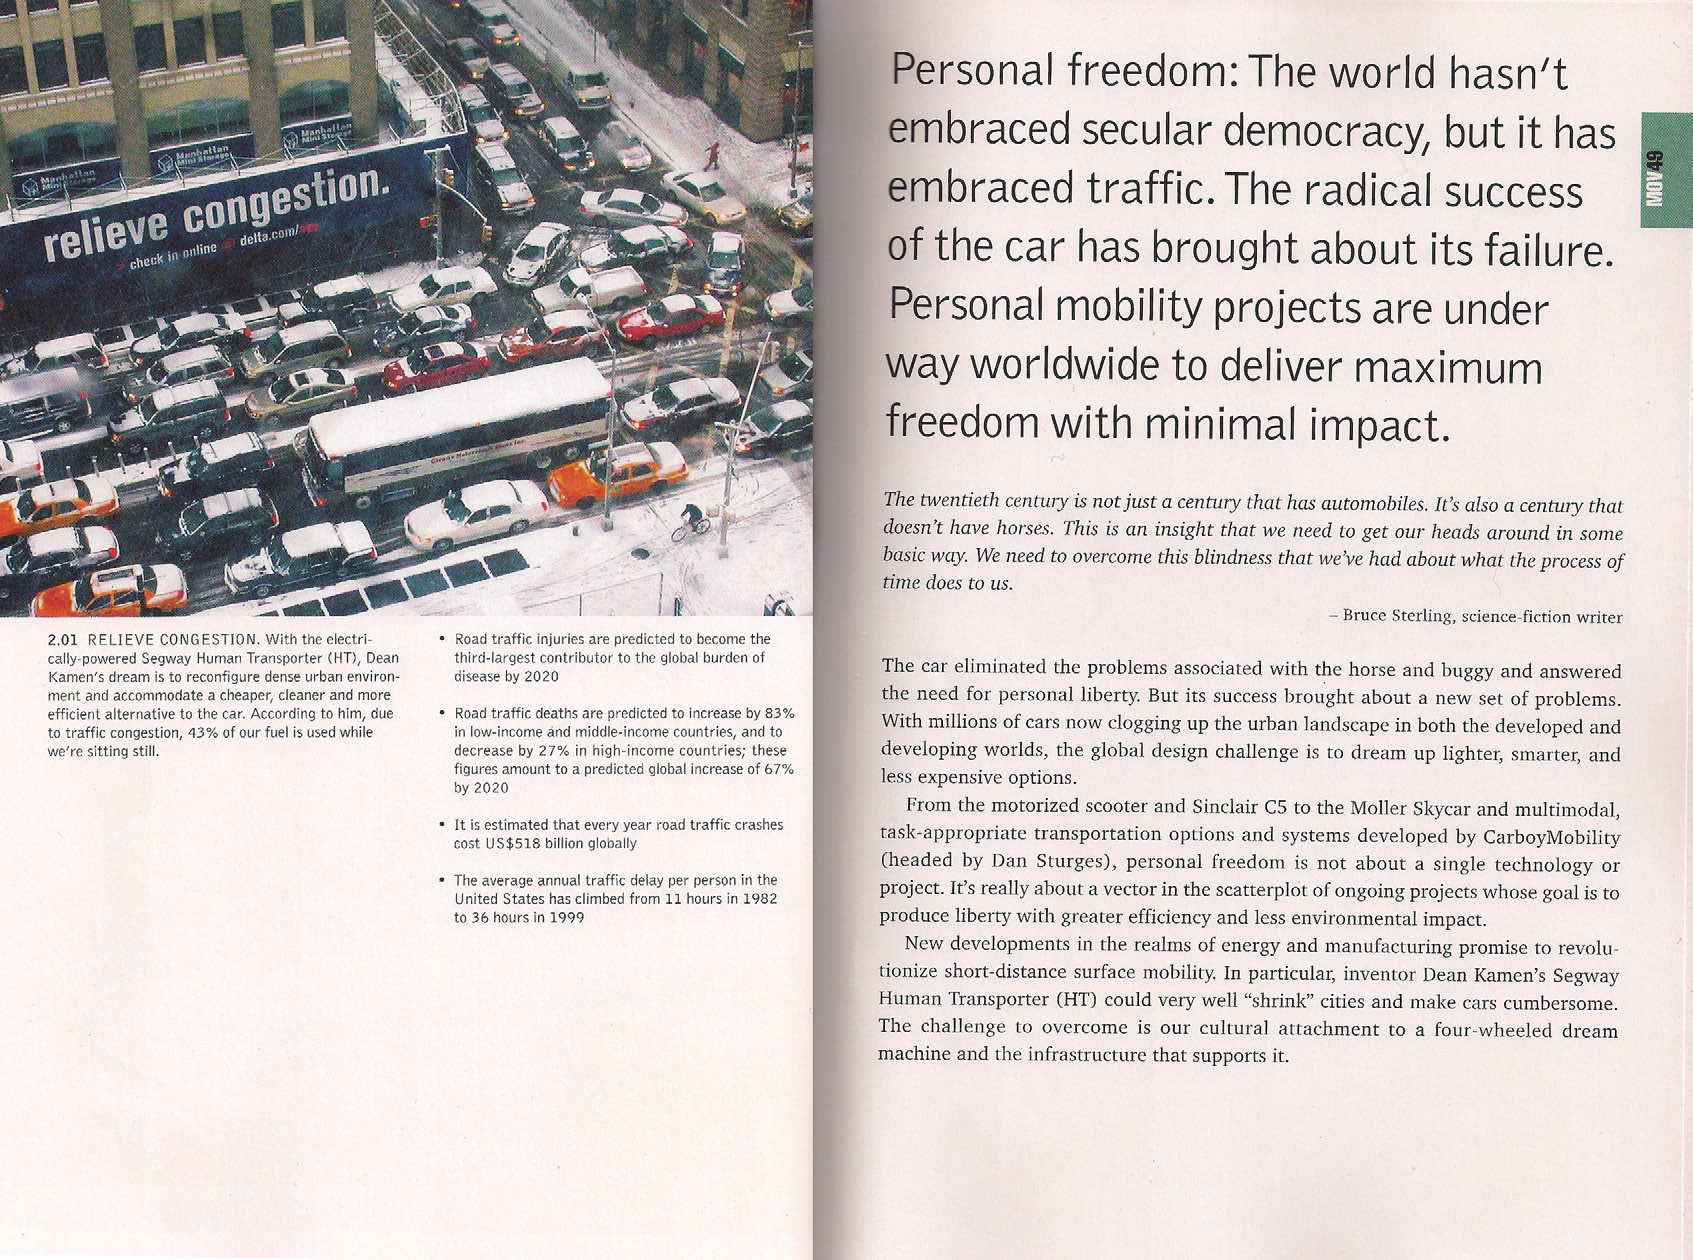 Manhattan
Mini Storage
Manhattan
Mini Storage
Manhattan
Mini Storage
relieve congestion.
check in online @ delta.com/
2.01 RELIEVE CONGESTION. With the electri-
cally-powered Segway Human Transporter (HT), Dean
Kamen's dream is to reconfigure dense urban environ-
ment and accommodate a cheaper, cleaner and more
efficient alternative to the car. According to him, due
to traffic congestion, 43% of our fuel is used while
we're sitting still.
• Road traffic injuries are predicted to become the
third-largest contributor to the global burden of
disease by 2020
• Road traffic deaths are predicted to increase by 83%
in low-income and middle-income countries, and to
decrease by 27% in high-income countries; these
figures amount to a predicted global increase of 67%
by 2020
• It is estimated that every year road traffic crashes
cost US$518 billion globally
• The average annual traffic delay per person in the
United States has climbed from 11 hours in 1982
to 36 hours in 1999
Personal freedom: The world hasn't
embraced secular democracy, but it has
embraced traffic. The radical success
of the car has brought about its failure.
Personal mobility projects are under
way worldwide to deliver maximum
freedom with minimal impact.
MOV 49
The twentieth century is not just a century that has automobiles. It's also a century that
doesn't have horses. This is an insight that we need to get our heads around in some
basic way. We need to overcome this blindness that we've had about what the process of
time does to us.
– Bruce Sterling, science-fiction writer
The car eliminated the problems associated with the horse and buggy and answered
the need for personal liberty. But its success brought about a new set of problems.
With millions of cars now clogging up the urban landscape in both the developed and
developing worlds, the global design challenge is to dream up lighter, smarter, and
less expensive options.
From the motorized scooter and Sinclair C5 to the Moller Skycar and multimodal,
task-appropriate transportation options and systems developed by CarboyMobility
(headed by Dan Sturges), personal freedom is not about a single technology or
project. It's really about a vector in the scatterplot of ongoing projects whose goal is to
produce liberty with greater efficiency and less environmental impact.
New developments in the realms of energy and manufacturing promise to revolu-
tionize short-distance surface mobility. In particular, inventor Dean Kamen's Segway
Human Transporter (HT) could very well “shrink” cities and make cars cumbersome.
The challenge to overcome is our cultural attachment to a four-wheeled dream
machine and the infrastructure that supports it.